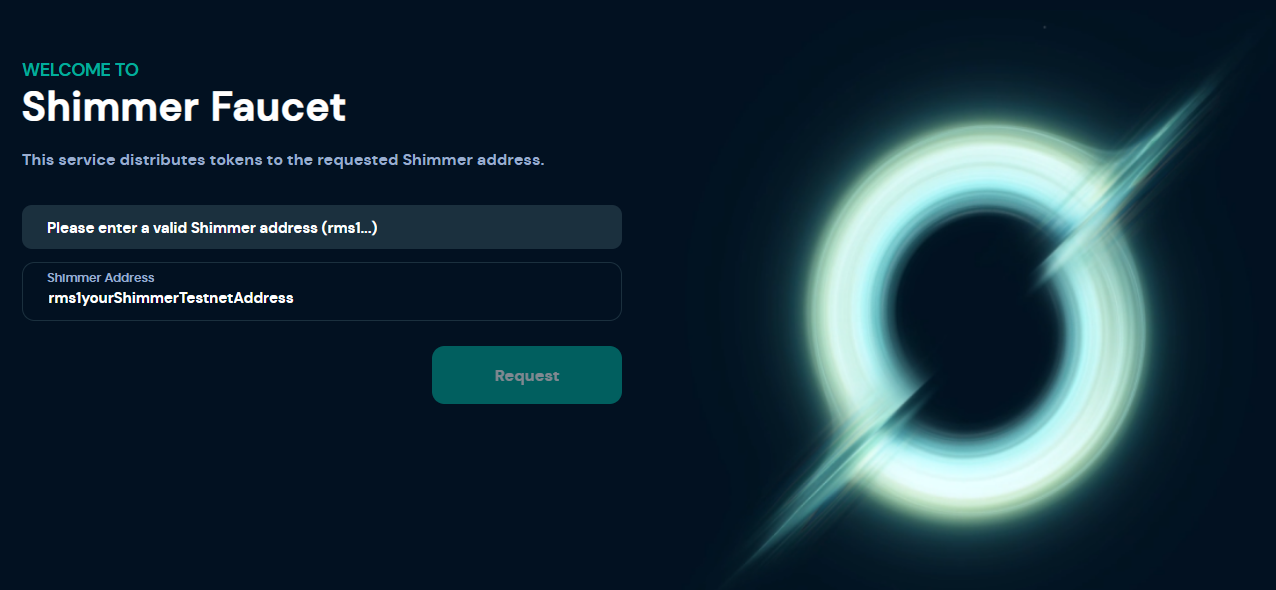 WELCOME TO
Shimmer Faucet
This service distributes tokens to the requested Shimmer address.
Please enter a valid Shimmer address (rms1...)
Shimmer Address
rms1yourShimmerTestnetAddress
Request